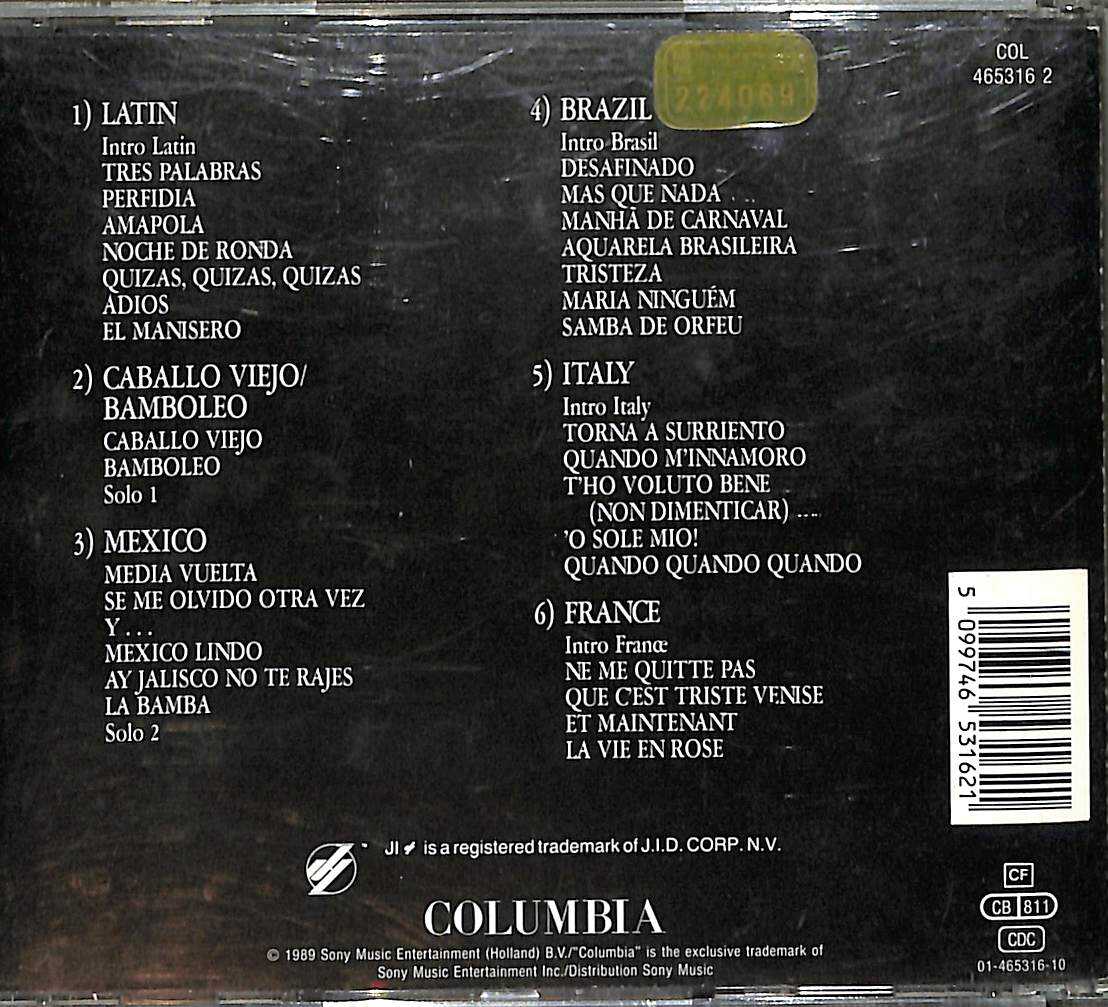 COL
465316 2
224069
1) LATIN
Intro Latin
TRES PALABRAS
PERFIDIA
AMAPOLA
NOCHE DE RONDA
QUIZAS, QUIZAS, QUIZAS
ADIOS
EL MANISERO
2) CABALLO VIEJO/
BAMBOLEO
CABALLO VIEJO
BAMBOLEO
Solo 1
3) MEXICO
MEDIA VUELTA
SE ME OLVIDO OTRA VEZ
Y...
MEXICO LINDO
AY JALISCO NO TE RAJES
LA BAMBA
Solo 2
4) BRAZIL
Intro Brasil
DESAFINADO
MAS QUE NADA
MANHÃ DE CARNAVAL
AQUARELA BRASILEIRA
TRISTEZA
MARIA NINGUÉM
SAMBA DE ORFEU
5) ITALY
Intro Italy
TORNA A SURRIENTO
QUANDO M'INNAMORO
T'HO VOLUTO BENE
(NON DIMENTICAR)
'O SOLE MIO!
QUANDO QUANDO QUANDO
6) FRANCE
Intro France
NE ME QUITTE PAS
QUE C'EST TRISTE VENISE
ET MAINTENANT
LA VIE EN ROSE
5 099746 531621
JI is a registered trademark of J.I.D. CORP. N.V.
COLUMBIA
© 1989 Sony Music Entertainment (Holland) B.V./"Columbia" is the exclusive trademark of
Sony Music Entertainment Inc./Distribution Sony Music
CF
CB 811
CDC
01-465316-10